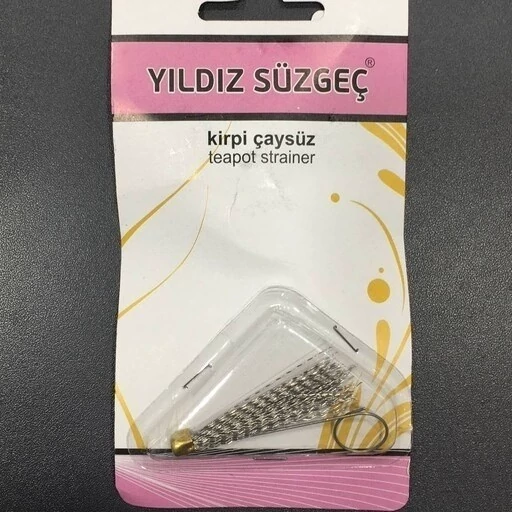 YILDIZ SÜZGEÇ®
kirpi çaysüz
teapot strainer